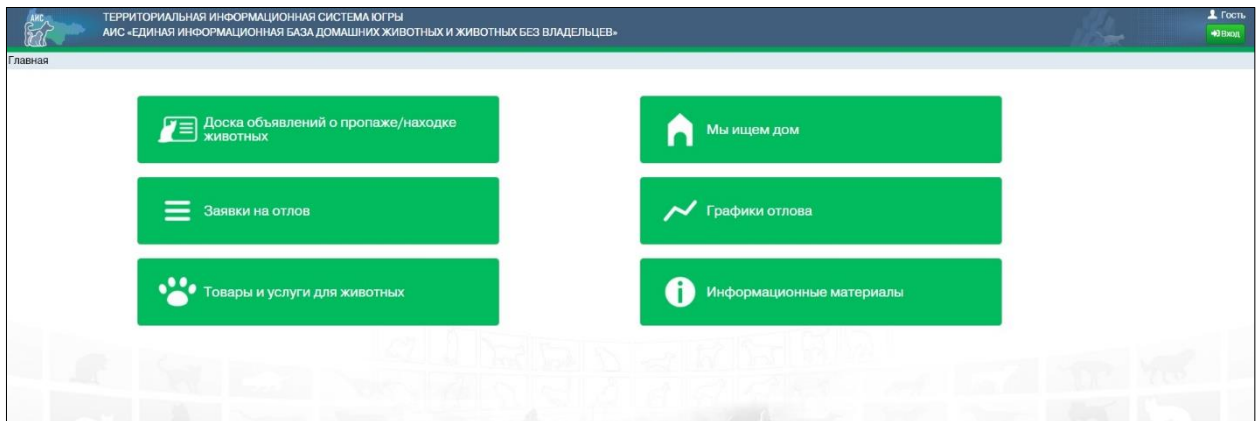 АИС
ТЕРРИТОРИАЛЬНАЯ ИНФОРМАЦИОННАЯ СИСТЕМА ЮГРЫ
АИС «ЕДИНАЯ ИНФОРМАЦИОННАЯ БАЗА ДОМАШНИХ ЖИВОТНЫХ И ЖИВОТНЫХ БЕЗ ВЛАДЕЛЬЦЕВ»
Гость
Вход
Главная
Доска объявлений о пропаже/находке
животных
Мы ищем дом
Заявки на отлов
Графики отлова
Товары и услуги для животных
Информационные материалы